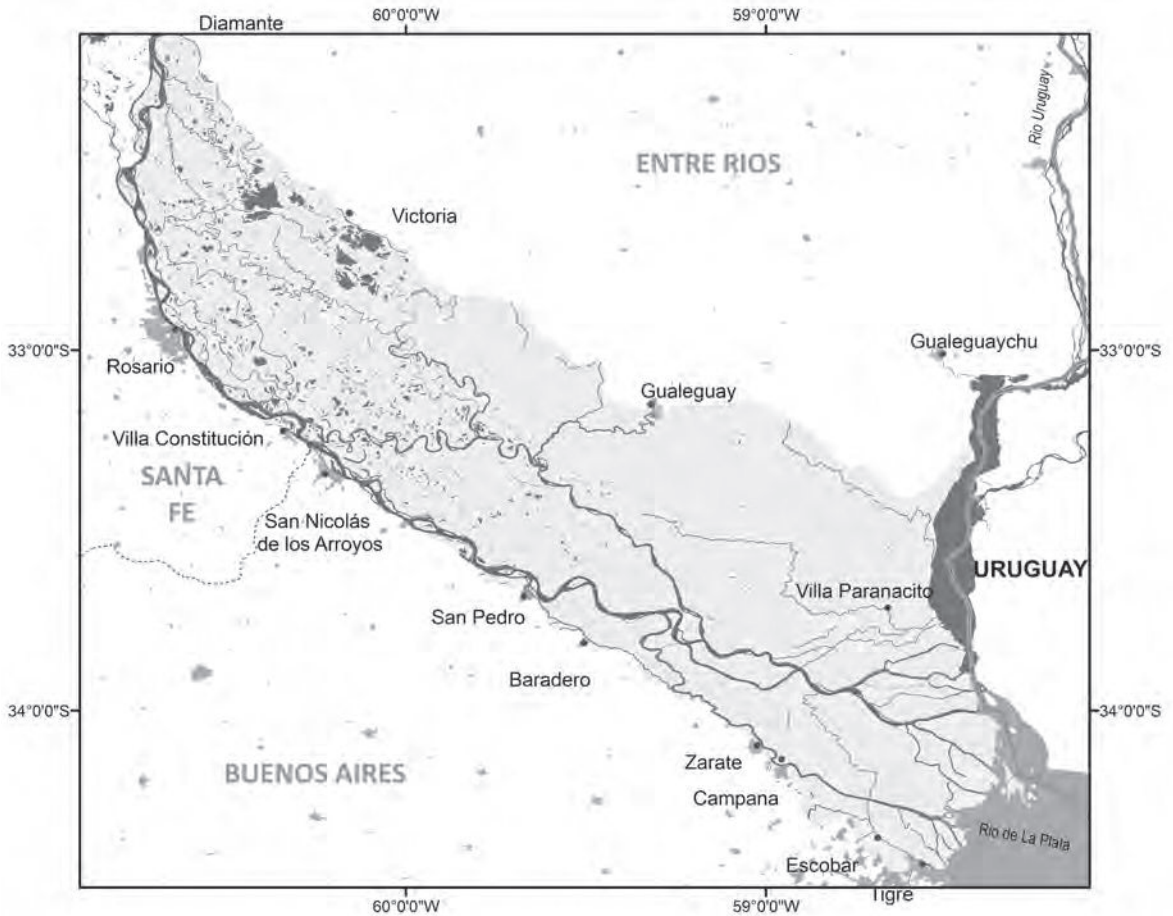 60°0'0"W
59°0'0"W
Diamante
Rio Uruguay
ENTRE RIOS
Victoria
33°0'0"S
Gualeguaychu
33°0'0"S
Rosario
Gualeguay
Villa Constitución
SANTA
FE
San Nicolás
de los Arroyos
URUGUAY
Villa Paranacito
San Pedro
Baradero
34°0'0"S
34°0'0"S
Zarate
BUENOS AIRES
Campana
Rio de La Plata
Escobar
Tigre
60°0'0"W
59°0'0"W